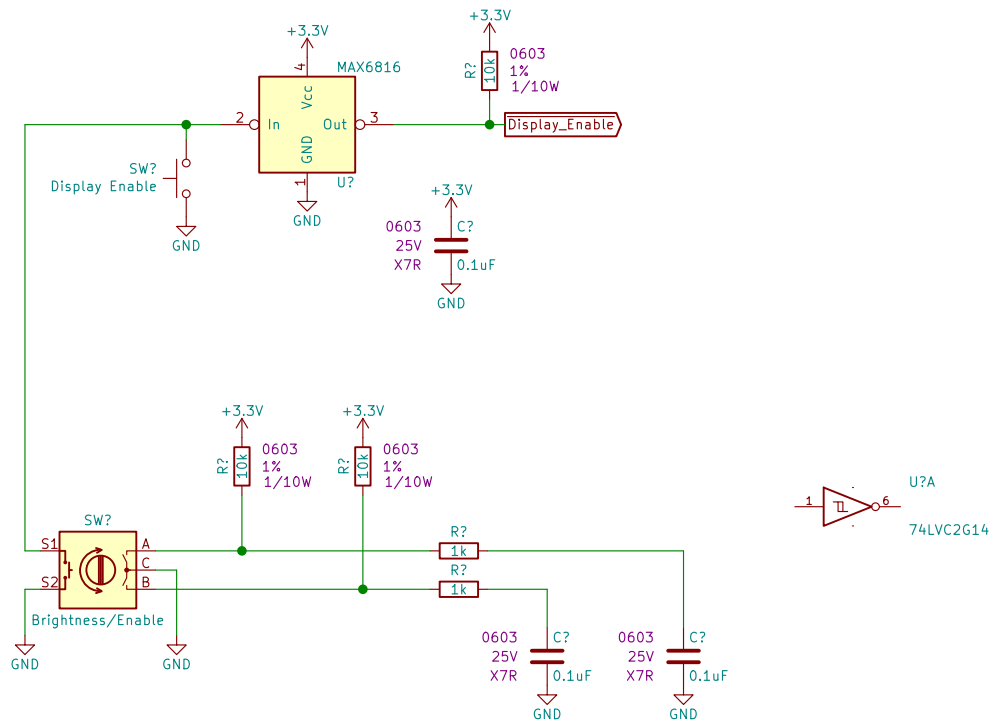 +3.3V
+3.3V
0603
1%
1/10W
R?
10k
MAX6816
4
Vcc
2
In
Out
3
Display_Enable
GND
1
U?
GND
SW?
Display Enable
GND
+3.3V
0603
C?
25V
X7R
0.1uF
GND
+3.3V
+3.3V
R?
10k
0603
1%
1/10W
R?
10k
0603
1%
1/10W
U?A
1
6
74LVC2G14
SW?
S1
A
C
S2
B
Brightness/Enable
GND
GND
R?
1k
R?
1k
0603
C?
25V
X7R
0.1uF
GND
0603
C?
25V
X7R
0.1uF
GND